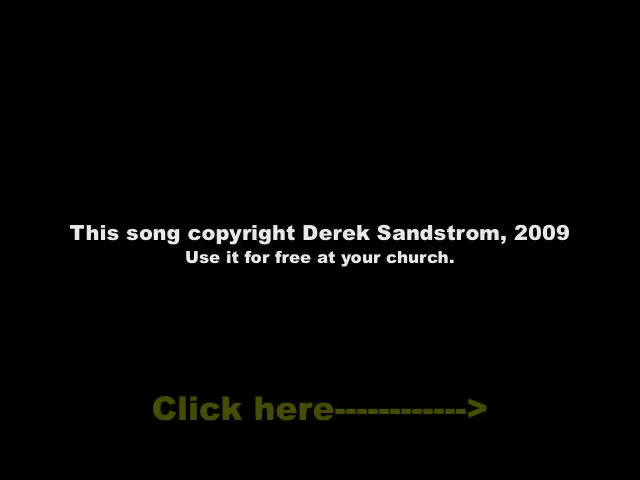 This song copyright Derek Sandstrom, 2009
Use it for free at your church.
Click here------------>